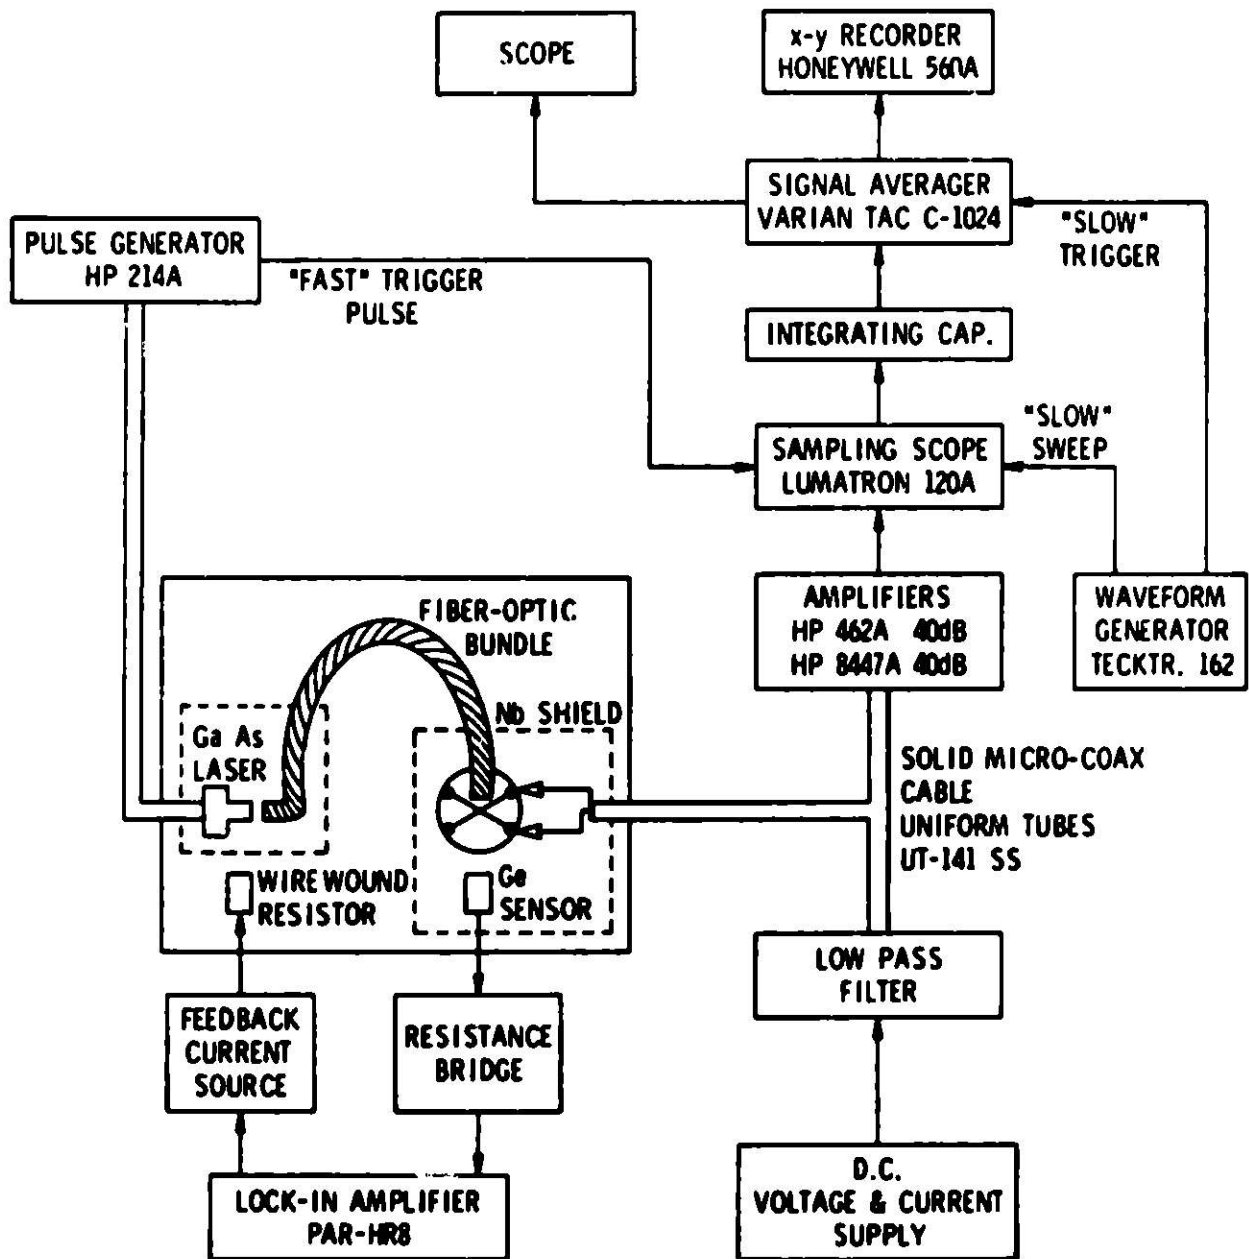 SCOPE
x-y RECORDER
HONEYWELL 560A
SIGNAL AVERAGER
VARIAN TAC C-1024
"SLOW"
TRIGGER
PULSE GENERATOR
HP 214A
"FAST" TRIGGER
PULSE
INTEGRATING CAP.
"SLOW"
SWEEP
SAMPLING SCOPE
LUMATRON 120A
AMPLIFIERS
HP 462A 40dB
HP 8447A 40dB
WAVEFORM
GENERATOR
TECKTR. 162
FIBER-OPTIC
BUNDLE
Nb SHIELD
Ga As
LASER
SOLID MICRO-COAX
CABLE
UNIFORM TUBES
UT-141 SS
WIREWOUND
RESISTOR
Ge
SENSOR
LOW PASS
FILTER
FEEDBACK
CURRENT
SOURCE
RESISTANCE
BRIDGE
LOCK-IN AMPLIFIER
PAR-HR8
D.C.
VOLTAGE & CURRENT
SUPPLY